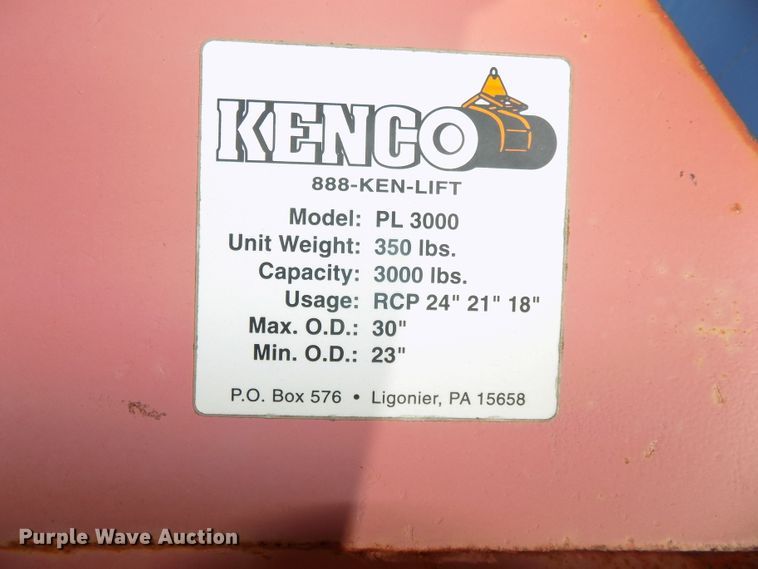 KENCO
888-KEN-LIFT
Model: PL 3000
Unit Weight: 350 lbs.
Capacity: 3000 lbs.
Usage: RCP 24" 21" 18"
Max. O.D.: 30"
Min. O.D.: 23"
P.O. Box 576 • Ligonier, PA 15658
Purple Wave Auction